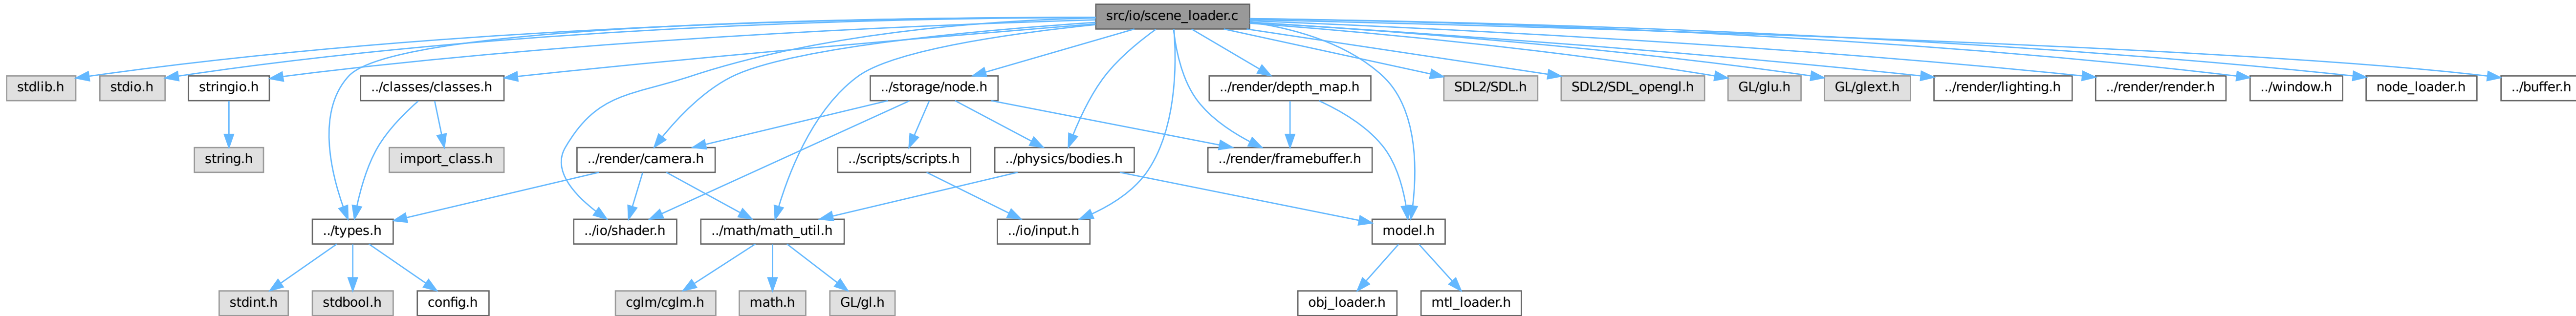 src/io/scene_loader.c
stdlib.h
stdio.h
stringio.h
../classes/classes.h
../storage/node.h
../render/depth_map.h
SDL2/SDL.h
SDL2/SDL_opengl.h
GL/glu.h
GL/glext.h
../render/lighting.h
../render/render.h
../window.h
node_loader.h
../buffer.h
string.h
import_class.h
../render/camera.h
../scripts/scripts.h
../physics/bodies.h
../render/framebuffer.h
../types.h
../io/shader.h
../math/math_util.h
../io/input.h
model.h
stdint.h
stdbool.h
config.h
cglm/cglm.h
math.h
GL/gl.h
obj_loader.h
mtl_loader.h